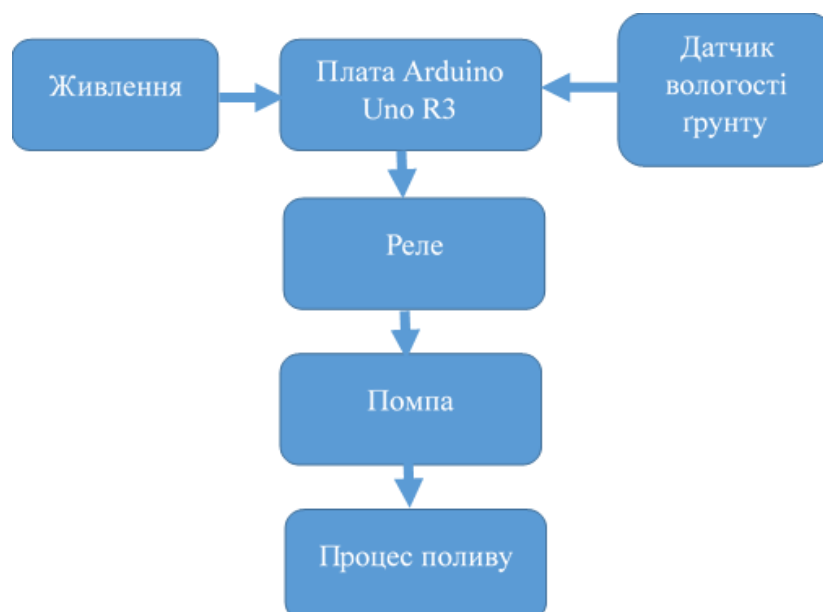 Живлення
Плата Arduino
Uno R3
Датчик
вологості
ґрунту
Реле
Помпа
Процес поливу